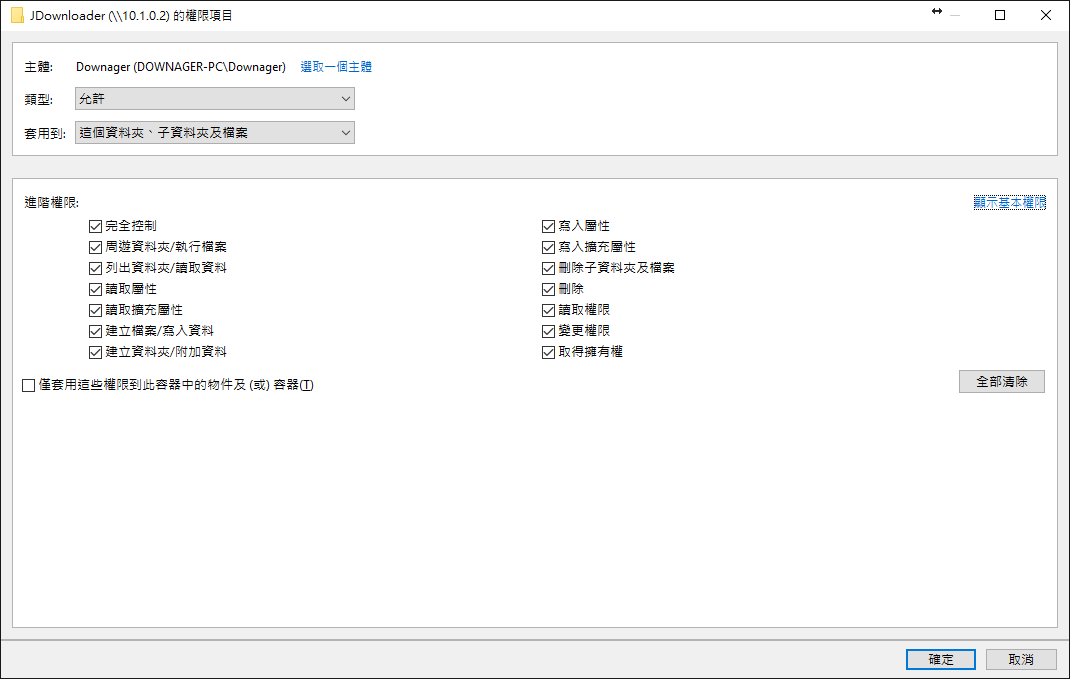 JDownloader (\\10.1.0.2) 的權限項目
主體: Downager (DOWNAGER-PC\Downager) 選取一個主體
類型: 允許
套用到: 這個資料夾、子資料夾及檔案
進階權限: 顯示基本權限
完全控制
周遊資料夾/執行檔案
列出資料夾/讀取資料
讀取屬性
讀取擴充屬性
建立檔案/寫入資料
建立資料夾/附加資料
寫入屬性
寫入擴充屬性
刪除子資料夾及檔案
刪除
讀取權限
變更權限
取得擁有權
僅套用這些權限到此容器中的物件及 (或) 容器(T)
全部清除
確定 取消